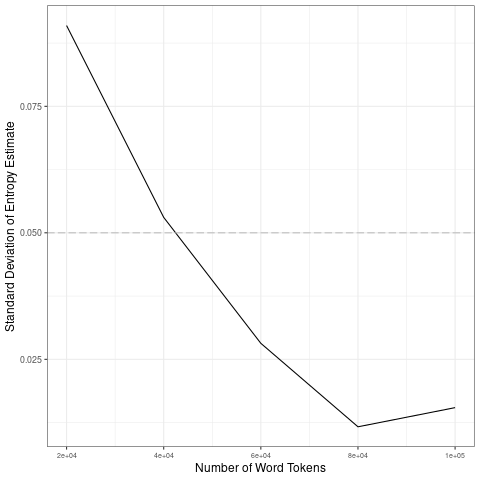 Standard Deviation of Entropy Estimate
0.075
0.050
0.025
2e+04 4e+04 6e+04 8e+04 1e+05
Number of Word Tokens